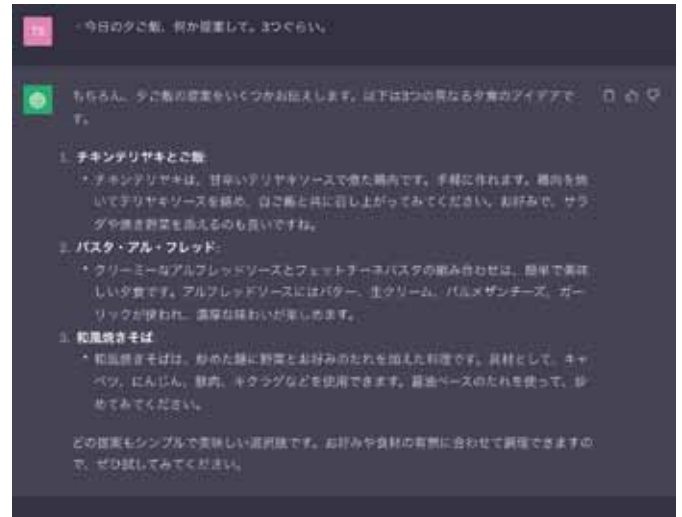 TS
・今日の夕ご飯、何か提案して。3つぐらい。
もちろん、夕ご飯の提案をいくつかお伝えします。以下は3つの異なる夕食のアイデアで
す。
1. チキンテリヤキとご飯:
・チキンテリヤキは、甘辛いテリヤキソースで煮た鶏肉です。手軽に作れます。鶏肉を焼
いてテリヤキソースを絡め、白ご飯と共に召し上がってみてください。お好みで、サラ
ダや焼き野菜を添えるのも良いですね。
2. パスタ・アル・フレッド:
・クリーミーなアルフレッドソースとフェットチーネパスタの組み合わせは、簡単で美味
しい夕食です。アルフレッドソースにはバター、生クリーム、パルメザンチーズ、ガー
リックが使われ、濃厚な味わいが楽しめます。
3. 和風焼きそば:
・和風焼きそばは、炒めた麺に野菜とお好みのたれを加えた料理です。具材として、キャ
ベツ、にんじん、豚肉、キクラゲなどを使用できます。醤油ベースのたれを使って、炒
めてみてください。
どの提案もシンプルで美味しい選択肢です。お好みや食材の有無に合わせて調理できますの
で、ぜひ試してみてください。